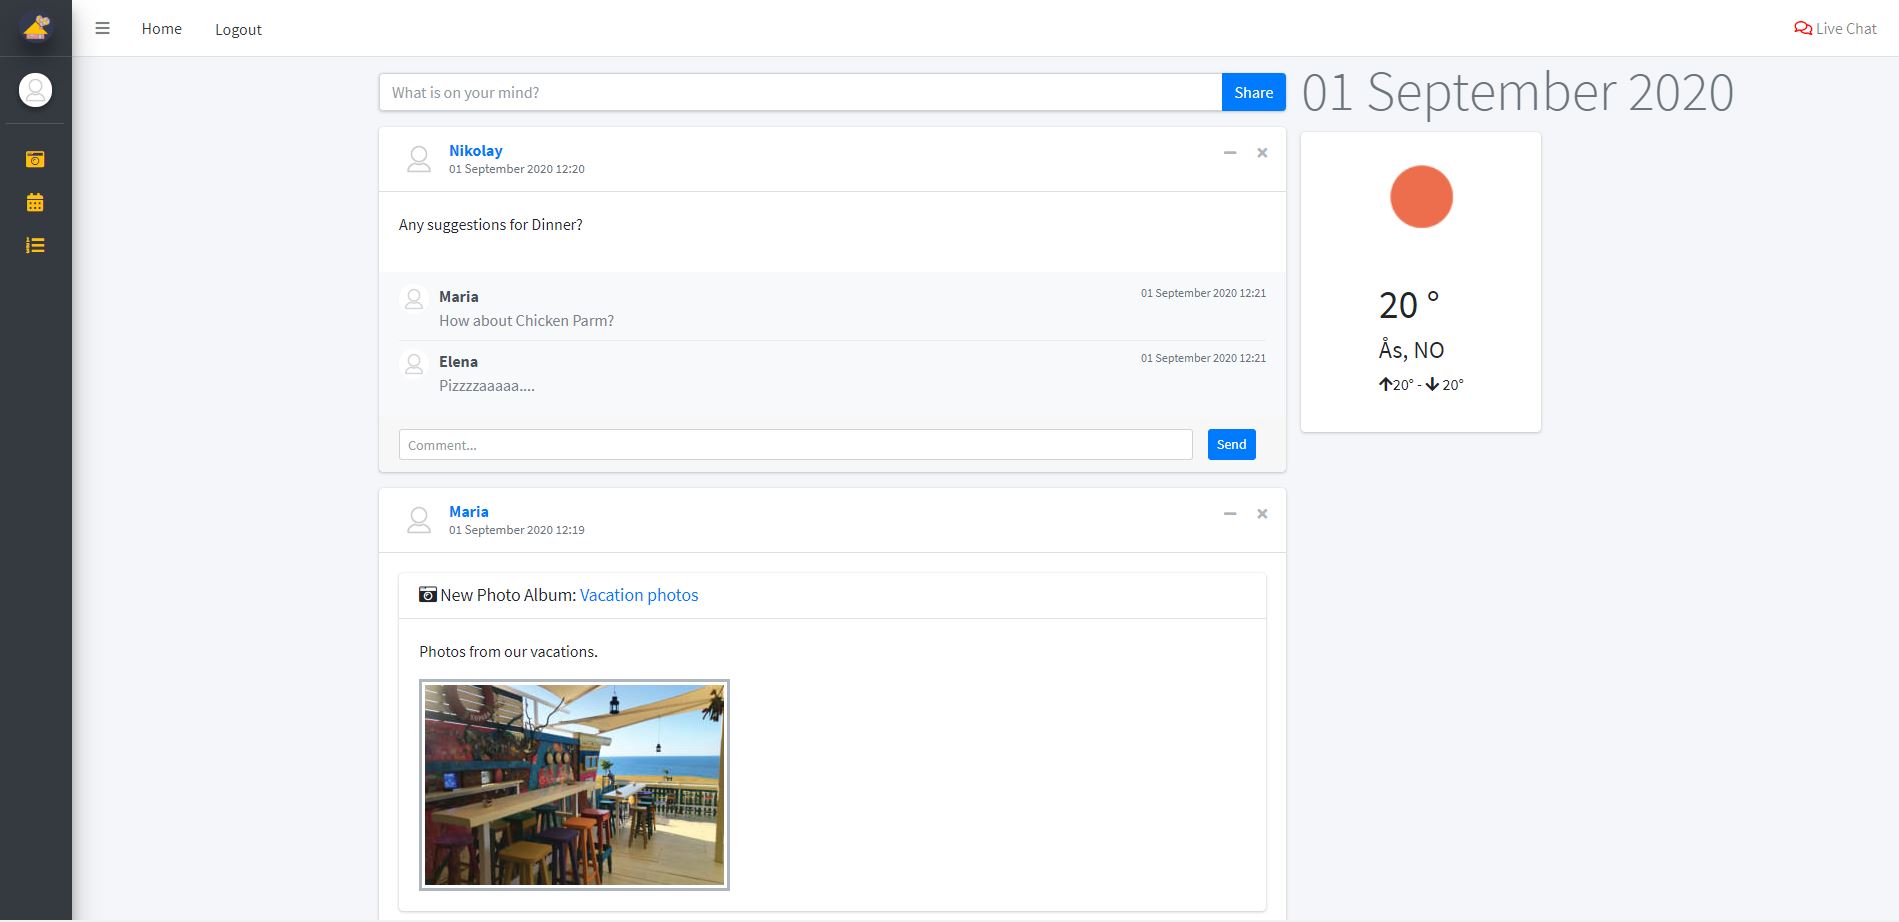 Home
Logout
Live Chat
What is on your mind?
Share
01 September 2020
Nikolay
01 September 2020 12:20
Any suggestions for Dinner?
Maria
01 September 2020 12:21
How about Chicken Parm?
Elena
01 September 2020 12:21
Pizzzzaaaaa....
Comment...
Send
20 °
Ås, NO
20° - 20°
Maria
01 September 2020 12:19
New Photo Album: Vacation photos
Photos from our vacations.